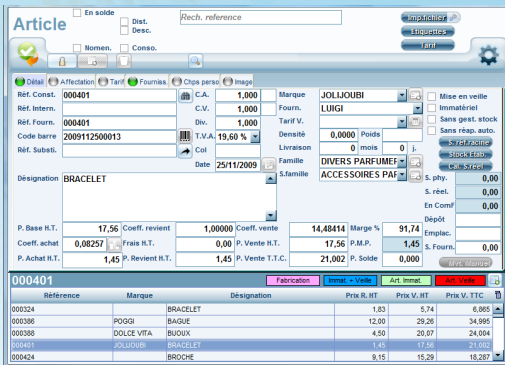 Article
En solde
Dist.
Desc.
Rech. reference
Imp.fichier
Etiquettes
Tarif
Nomen.
Conso.
Détail
Affectation
Tarif
Fourniss.
Chps perso
Image
Réf. Const. 000401 C.A. 1,000 Marque JOLIJOUBI Mise en veille
Réf. Intern. C.V. 1,000 Fourn. LUIGI Immatériel
Réf. Fourn. 000401 Div. 1,000 Tarif V. Sans gest. stock
Code barre 2009112500013 T.V.A. 19,60 % Densité 0,0000 Poids Sans réap. auto.
Réf. Substi. Col Livraison 0 mois 0 j. S. réf.racine
Date 25/11/2009 Famille DIVERS PARFUMEF Stock Etab.
S.famille ACCESSOIRES PAF Cal. S.réel
Désignation BRACELET S. phy. 0,00
S. réel. 0,00
En ComF 0,00
Dépôt
P. Base H.T. 17,56 Coeff. revient 1,00000 Coeff. vente 14,48414 Marge % 91,74 Emplac.
Coeff. achat 0,08257 Frais H.T. 0,00 P. Vente H.T. 17,56 P.M.P. 1,45 S. Fourn. 0,00
P. Achat H.T. 1,45 P. Revient H.T. 1,45 P. Vente T.T.C. 21,002 P. Solde 0,000 Mvt. Manuel
000401 Fabrication Immat. + Veille Art. Immat. Art. Veille
Référence Marque Désignation Prix R. HT Prix V. HT Prix V. TTC
000324 BRACELET 1,83 5,74 6,865
000386 POGGI BAGUE 12,00 29,26 34,995
000388 DOLCE VITA BIJOUX 4,50 20,07 24,004
000401 JOLIJOUBI BRACELET 1,45 17,56 21,002
000424 BROCHE 9,15 15,29 18,287